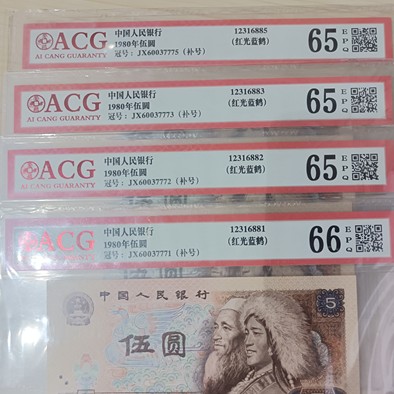 ACG
AI CANG GUARANTY
中国人民银行
1980年伍圆
冠号：JX60037775（补号）
12316885
（红光蓝鹤）
65 EPQ
ACG
AI CANG GUARANTY
中国人民银行
1980年伍圆
冠号：JX60037773（补号）
12316883
（红光蓝鹤）
65 EPQ
ACG
AI CANG GUARANTY
中国人民银行
1980年伍圆
冠号：JX60037772（补号）
12316882
（红光蓝鹤）
65 EPQ
ACG
AI CANG GUARANTY
中国人民银行
1980年伍圆
冠号：JX60037771（补号）
12316881
（红光蓝鹤）
66 EPQ
中国人民银行
5
伍圆